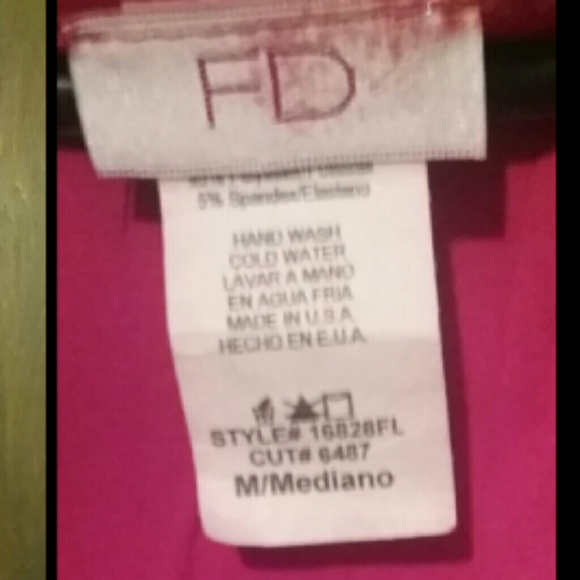 FD
5% Spandex/Elastano
HAND WASH
COLD WATER
LAVAR A MANO
EN AGUA FRIA
MADE IN U.S.A.
HECHO EN E.U.A.
STYLE# 16828FL
CUT# 6487
M/Mediano